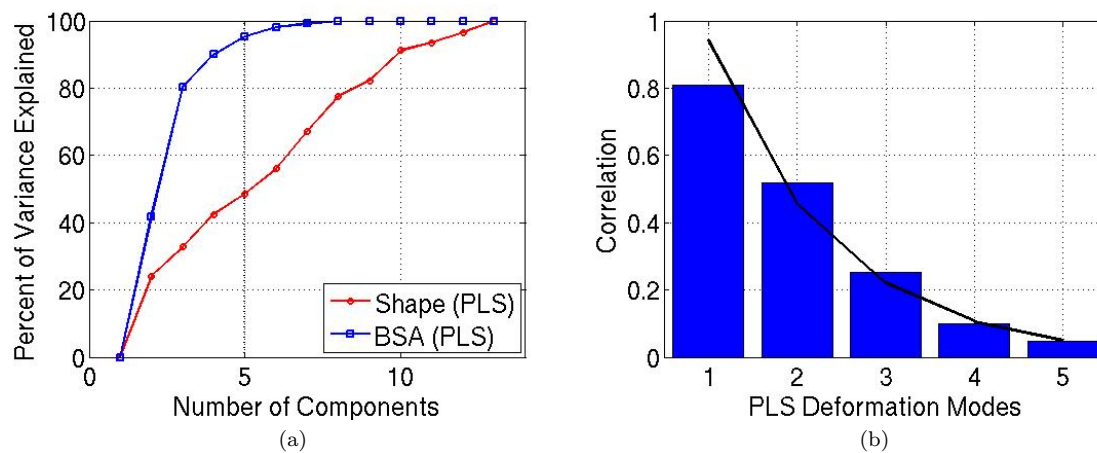 100
80
60
40
20
0
Percent of Variance Explained
Shape (PLS)
BSA (PLS)
0 5 10
Number of Components
(a)
1
0.8
0.6
0.4
0.2
0
Correlation
1 2 3 4 5
PLS Deformation Modes
(b)